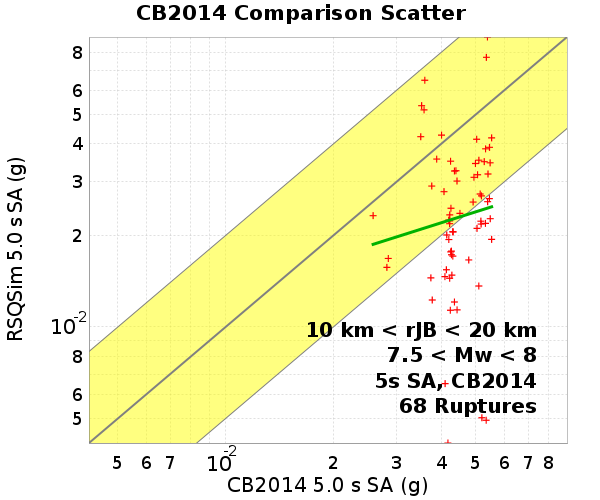 CB2014 Comparison Scatter
RSQSim 5.0 s SA (g)
8
6
5
4
3
2
10⁻²
8
6
5
10 km < rJB < 20 km
7.5 < Mw < 8
5s SA, CB2014
68 Ruptures
5 6 7 10⁻² 2 3 4 5 6 7 8
CB2014 5.0 s SA (g)